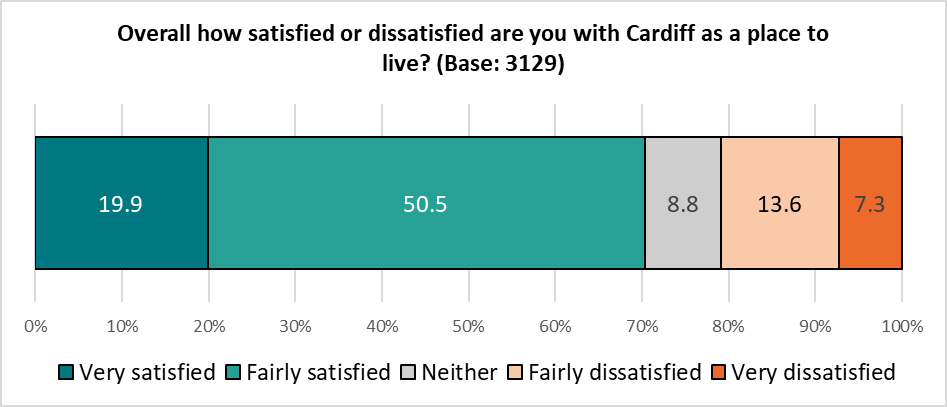 Overall how satisfied or dissatisfied are you with Cardiff as a place to
live? (Base: 3129)
19.9 50.5 8.8 13.6 7.3
0% 10% 20% 30% 40% 50% 60% 70% 80% 90% 100%
Very satisfied Fairly satisfied Neither Fairly dissatisfied Very dissatisfied